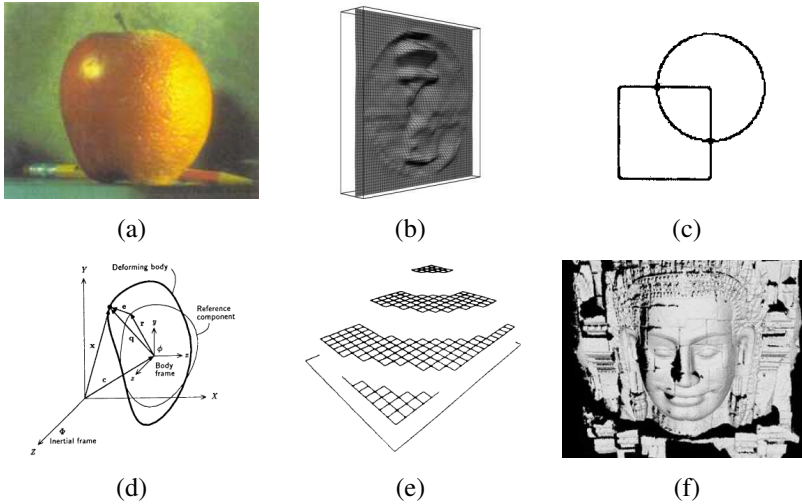 (a)
(b)
(c)
Y
Deforming body
Reference
component
e
r
y
x
q
φ
z
x
Body
frame
c
X
Φ
Inertial frame
Z
(d)
(e)
(f)